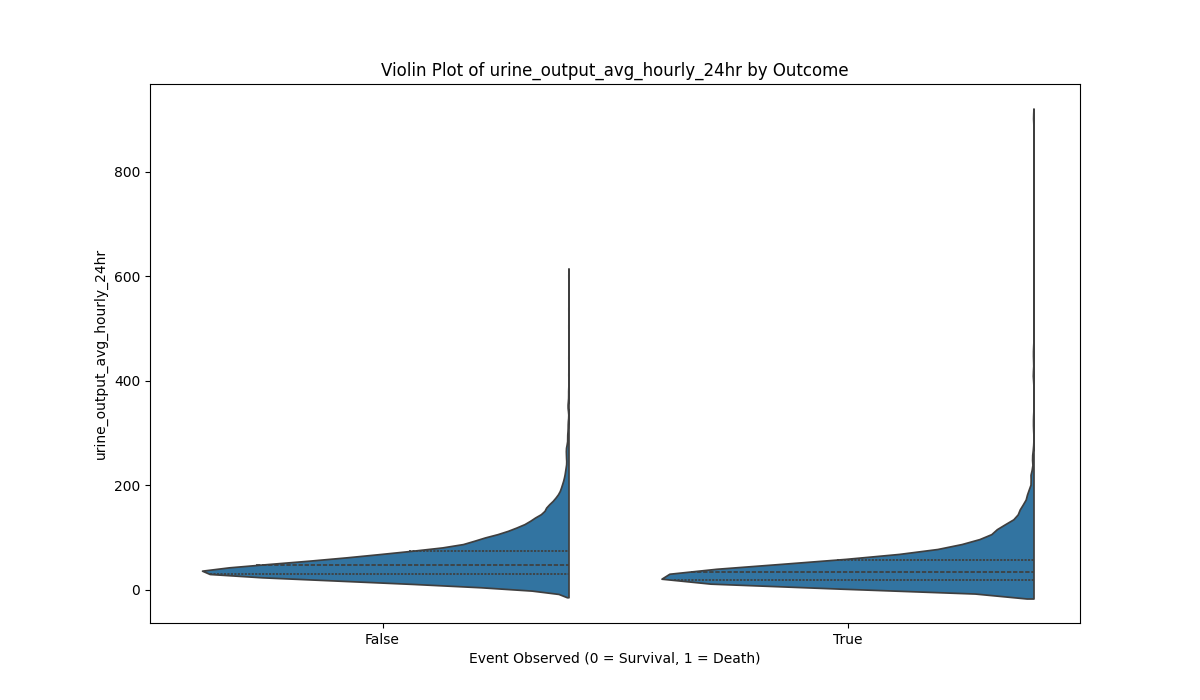 Violin Plot of urine_output_avg_hourly_24hr by Outcome
urine_output_avg_hourly_24hr
800
600
400
200
0
False
True
Event Observed (0 = Survival, 1 = Death)